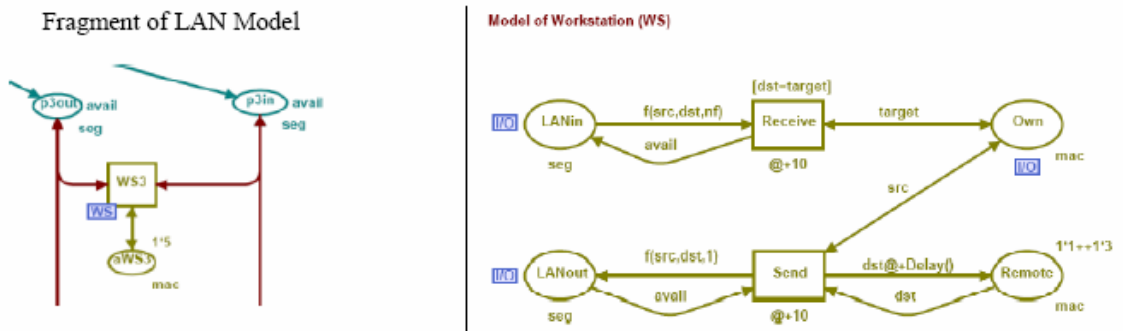 Fragment of LAN Model
p3out
avail
seg
p3in
avail
seg
WS3
WS
1`5
aWS3
mac
Model of Workstation (WS)
[dst=target]
I/O
LANin
f(src,dst,nf)
Receive
target
Own
avail
seg
@+10
mac
I/O
src
1`1++1`3
I/O
LANout
f(src,dst,1)
Send
dst@+Delay()
Remote
avail
dst
seg
@+10
mac